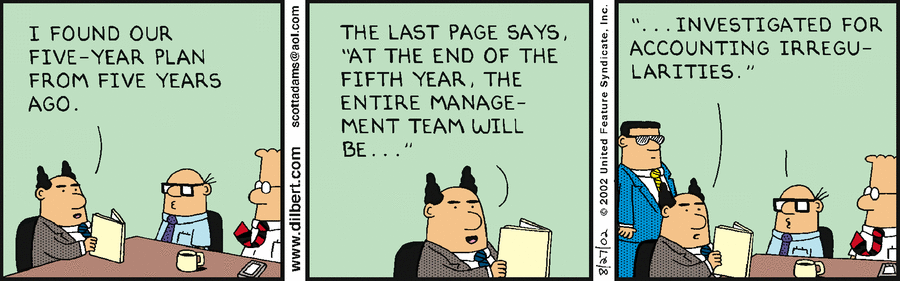 I FOUND OUR
FIVE-YEAR PLAN
FROM FIVE YEARS
AGO.
www.dilbert.com scottadams@aol.com
THE LAST PAGE SAYS,
"AT THE END OF THE
FIFTH YEAR, THE
ENTIRE MANAGE-
MENT TEAM WILL
BE..."
8/27/02 © 2002 United Feature Syndicate, Inc.
"...INVESTIGATED FOR
ACCOUNTING IRREGU-
LARITIES."